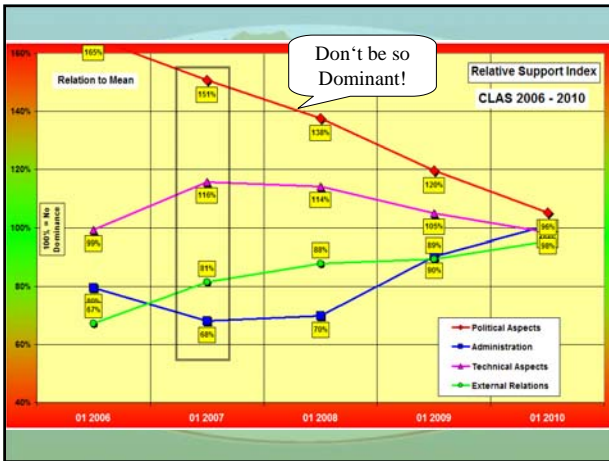 Don't be so
Dominant!
Relation to Mean
Relative Support Index
CLAS 2006 - 2010
160%
140%
120%
100%
80%
60%
40%
100% = No
Dominance
165%
151%
138%
120%
99%
116%
114%
105%
96%
98%
81%
88%
89%
90%
67%
68%
70%
Political Aspects
Administration
Technical Aspects
External Relations
01 2006
01 2007
01 2008
01 2009
01 2010